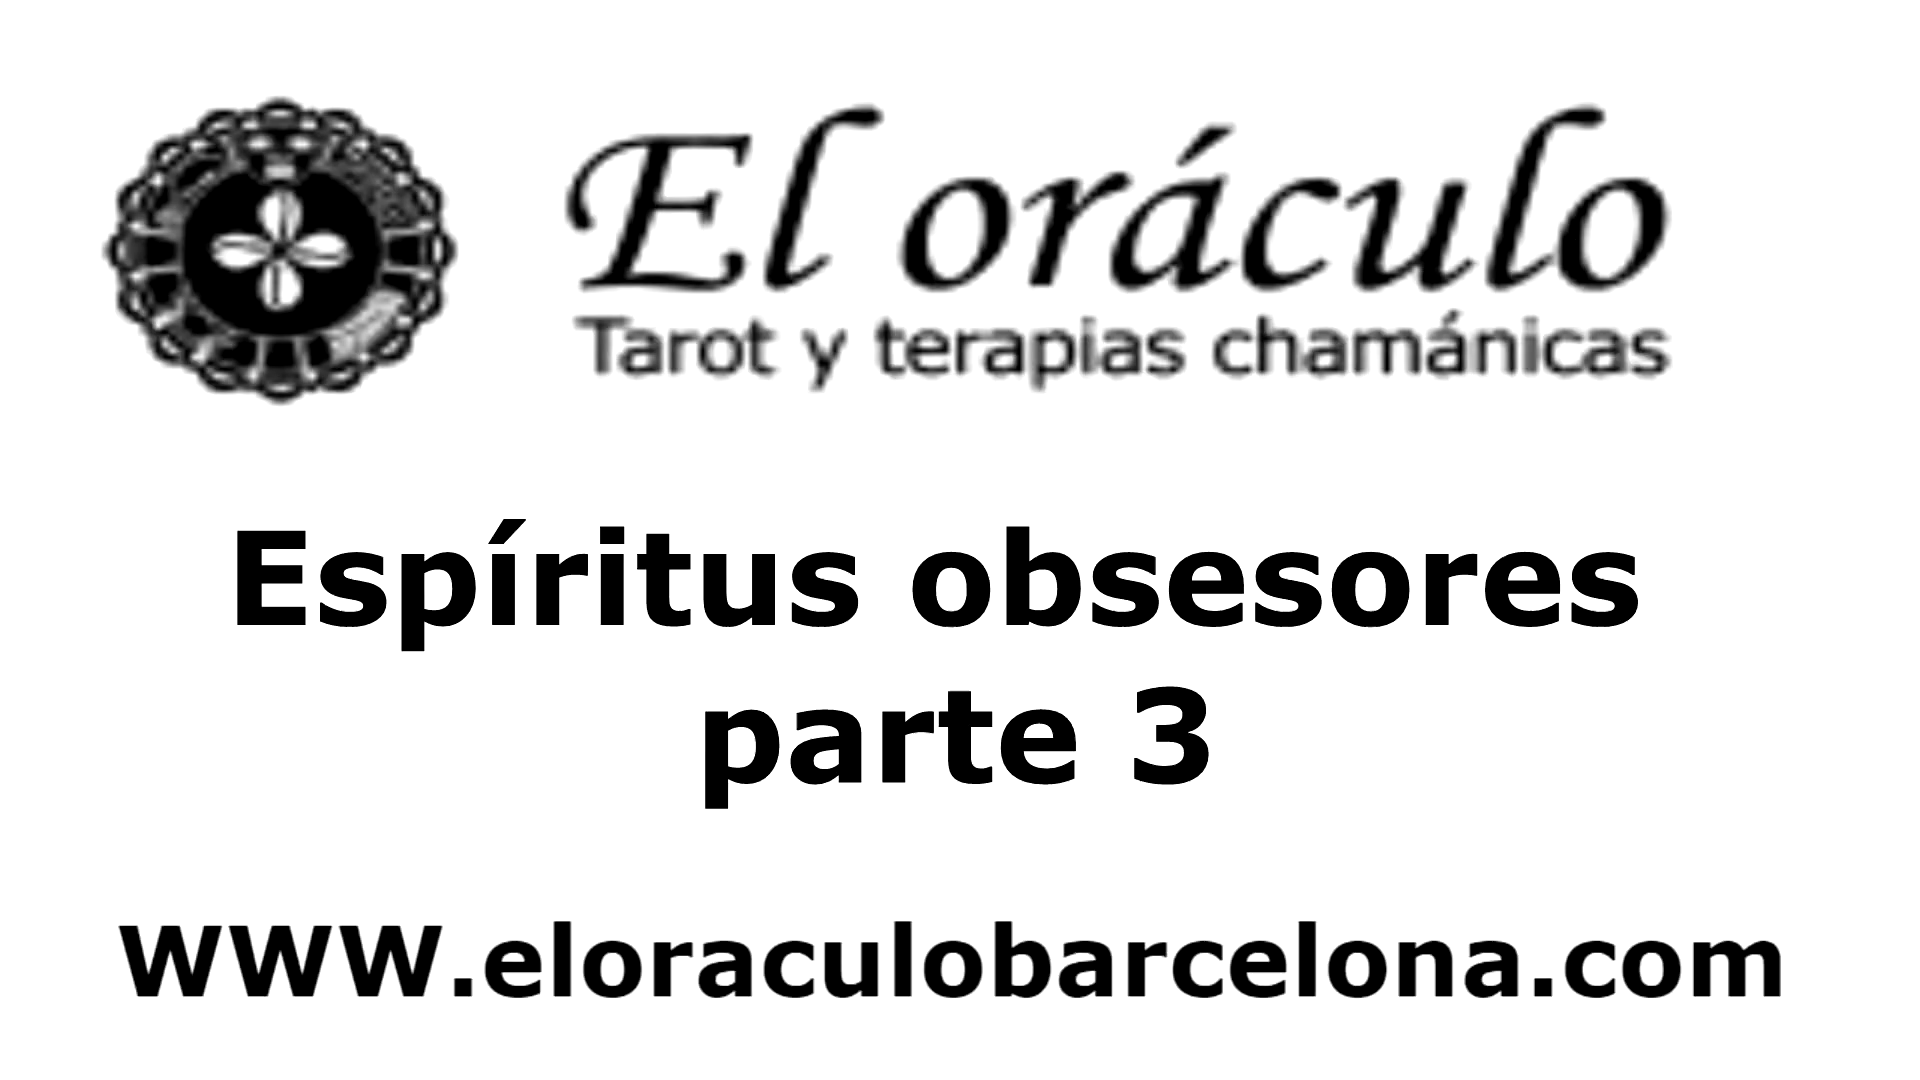 El oráculo
Tarot y terapias chamánicas
Espíritus obsesores
parte 3
WWW.eloraculobarcelona.com